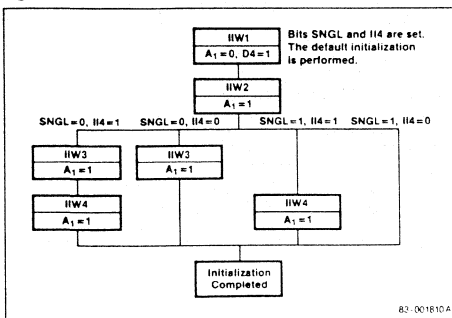 IIW1
A₁=0, D4=1
Bits SNGL and II4 are set.
The default initialization
is performed.
IIW2
A₁=1
SNGL=0, II4=1 SNGL=0, II4=0 SNGL=1, II4=1 SNGL=1, II4=0
IIW3
A₁=1
IIW3
A₁=1
IIW4
A₁=1
IIW4
A₁=1
Initialization
Completed
83-001810A